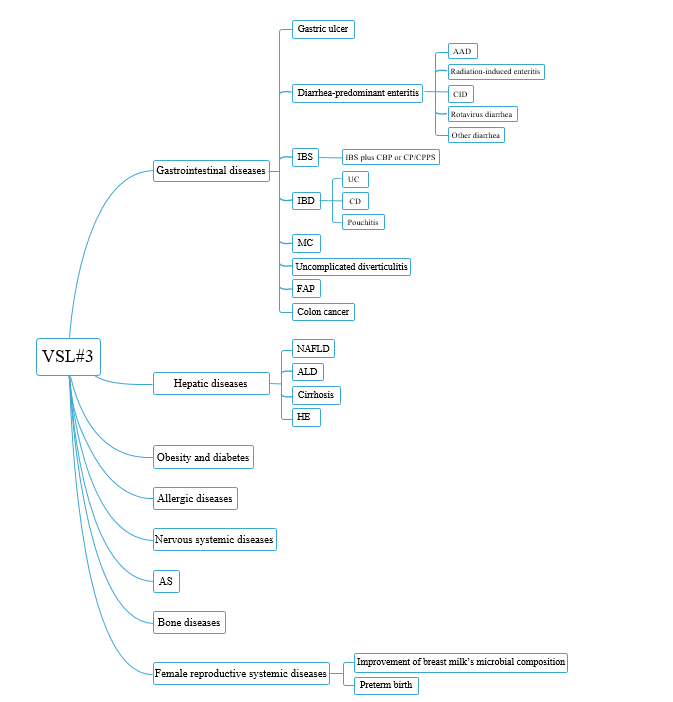 VSL#3
Gastrointestinal diseases
Gastric ulcer
Diarrhea-predominant enteritis
AAD
Radiation-induced enteritis
CID
Rotavirus diarrhea
Other diarrhea
IBS
IBS plus CBP or CP/CPPS
IBD
UC
CD
Pouchitis
MC
Uncomplicated diverticulitis
FAP
Colon cancer
Hepatic diseases
NAFLD
ALD
Cirrhosis
HE
Obesity and diabetes
Allergic diseases
Nervous systemic diseases
AS
Bone diseases
Female reproductive systemic diseases
Improvement of breast milk’s microbial composition
Preterm birth